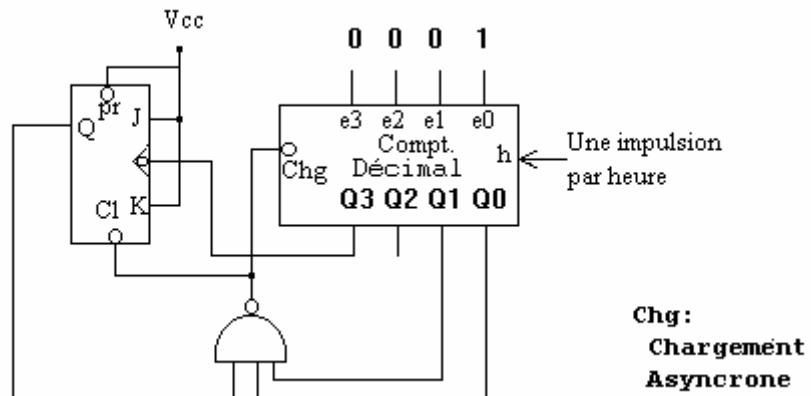 Vcc
0 0 0 1
pr
Q
J
e3 e2 e1 e0
Compt.
Décimal
h
Chg
Une impulsion
par heure
Cl
K
Q3 Q2 Q1 Q0
Chg:
Chargement
Asyncrone